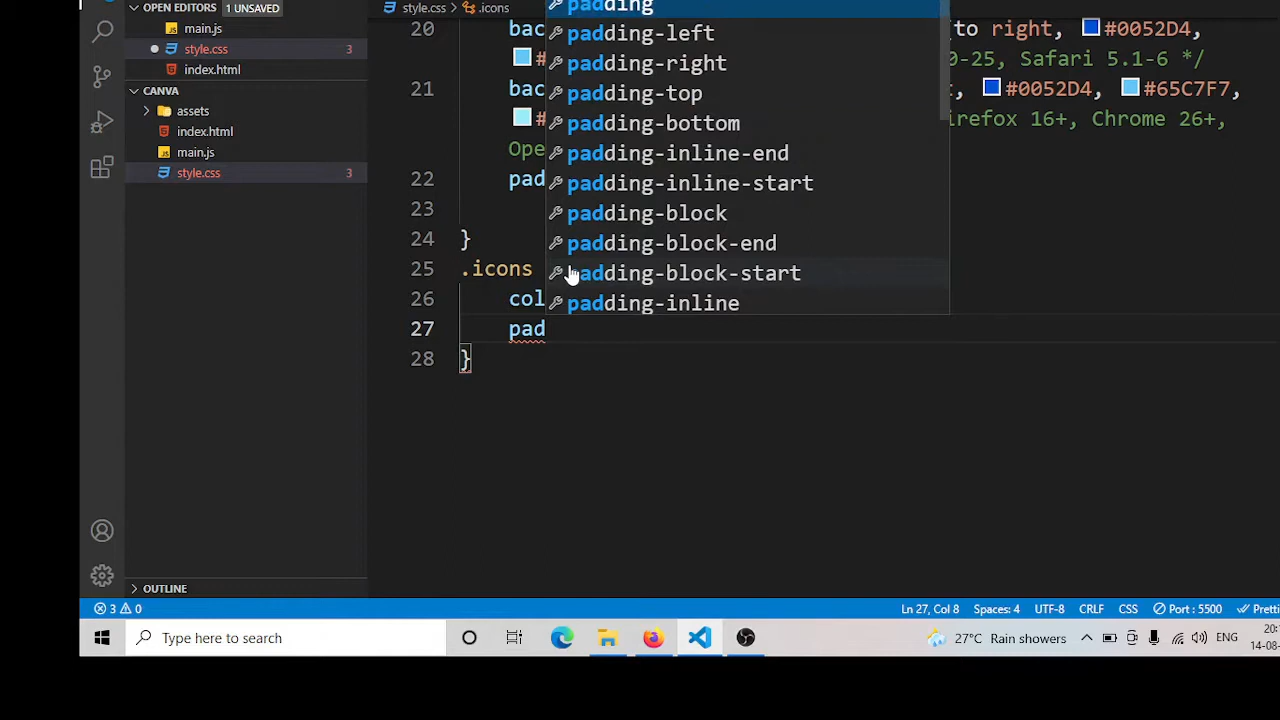 OPEN EDITORS 1 UNSAVED
main.js
style.css 3
index.html
CANVA
assets
index.html
main.js
style.css 3
OUTLINE
style.css > .icons
20 bac to right, #0052D4,
# 0-25, Safari 5.1-6 */
21 bac t, #0052D4, #65C7F7,
# irefox 16+, Chrome 26+,
Ope
22 pad
23
24 }
25 .icons
26 col
27 pad
28 }
padding
padding-left
padding-right
padding-top
padding-bottom
padding-inline-end
padding-inline-start
padding-block
padding-block-end
padding-block-start
padding-inline
3 0 Ln 27, Col 8 Spaces: 4 UTF-8 CRLF CSS Port : 5500 Pretti
Type here to search 27°C Rain showers ENG 20:
14-08-